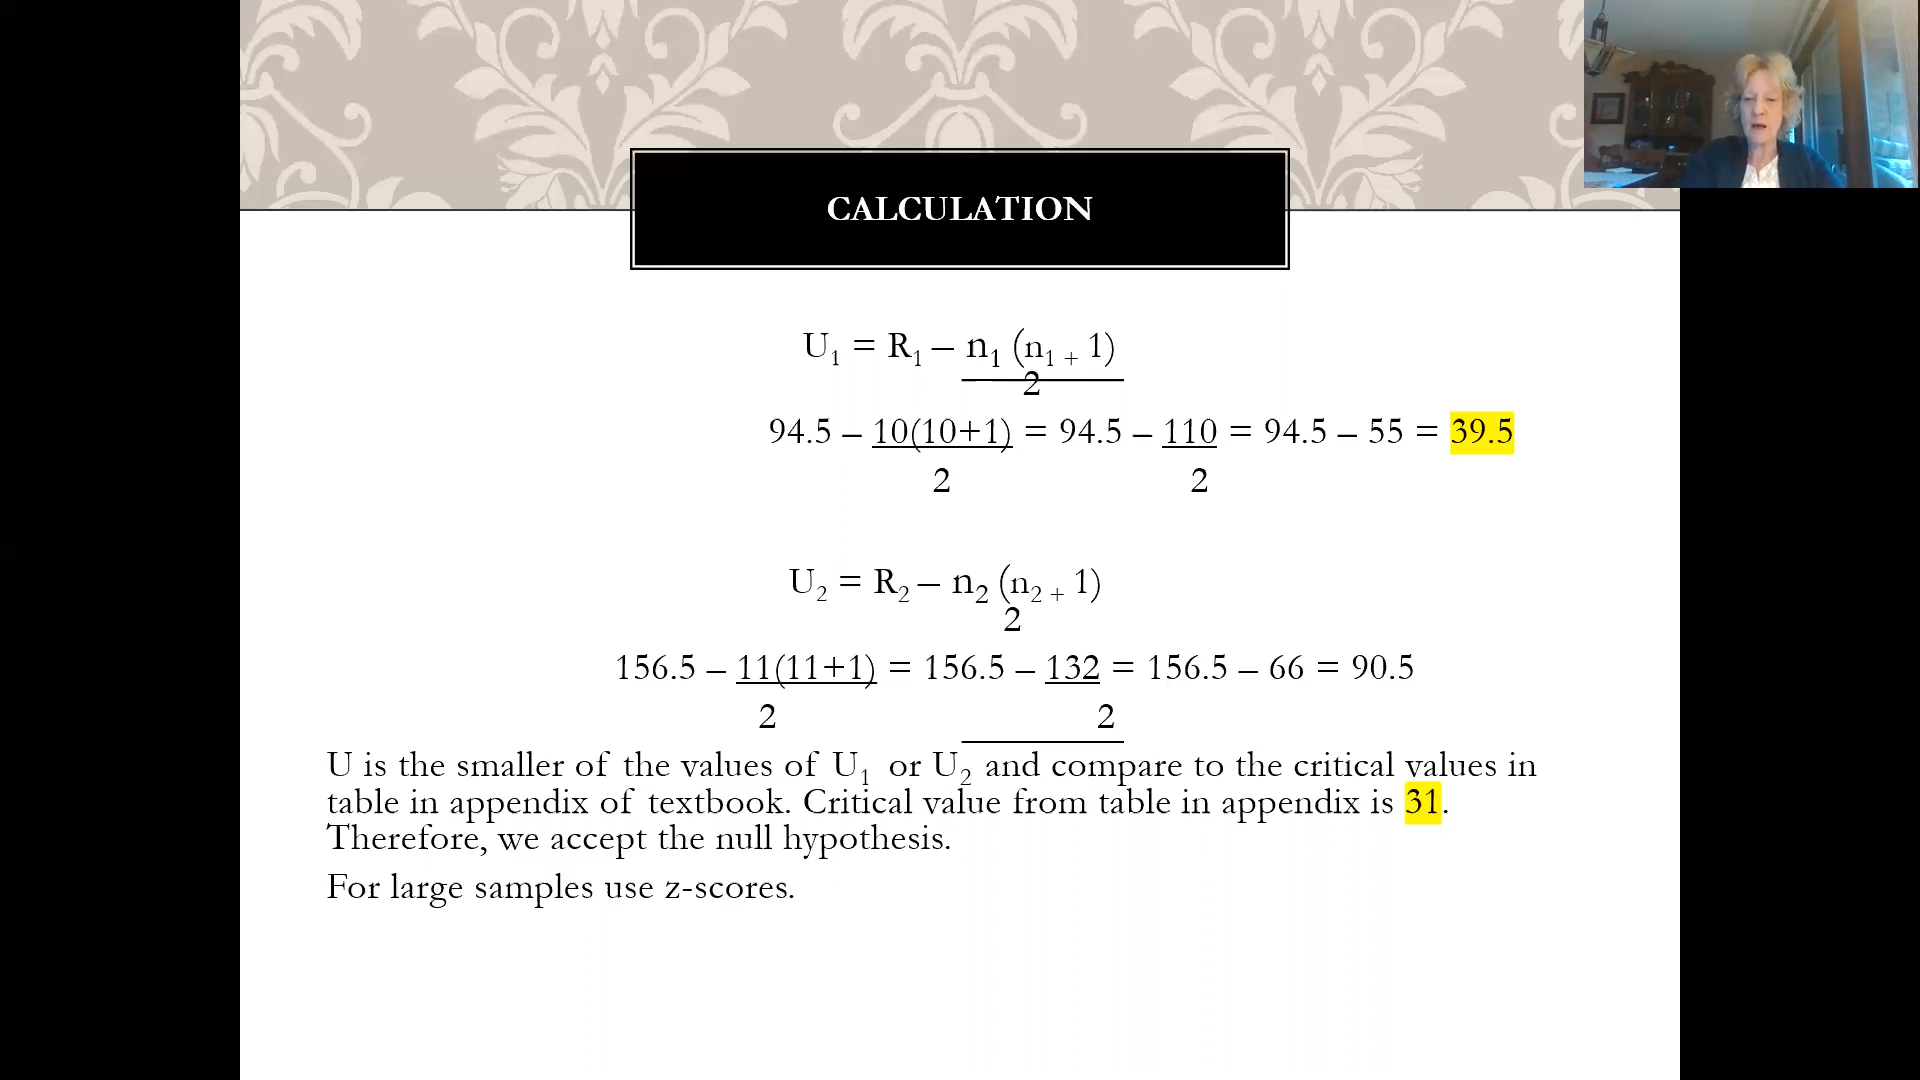 CALCULATION
U₁ = R₁ – n₁ (n₁ + 1)
2
94.5 – 10(10+1) = 94.5 – 110 = 94.5 – 55 = 39.5
2 2
U₂ = R₂ – n₂ (n₂ + 1)
2
156.5 – 11(11+1) = 156.5 – 132 = 156.5 – 66 = 90.5
2 2
U is the smaller of the values of U₁ or U₂ and compare to the critical values in
table in appendix of textbook. Critical value from table in appendix is 31.
Therefore, we accept the null hypothesis.
For large samples use z-scores.